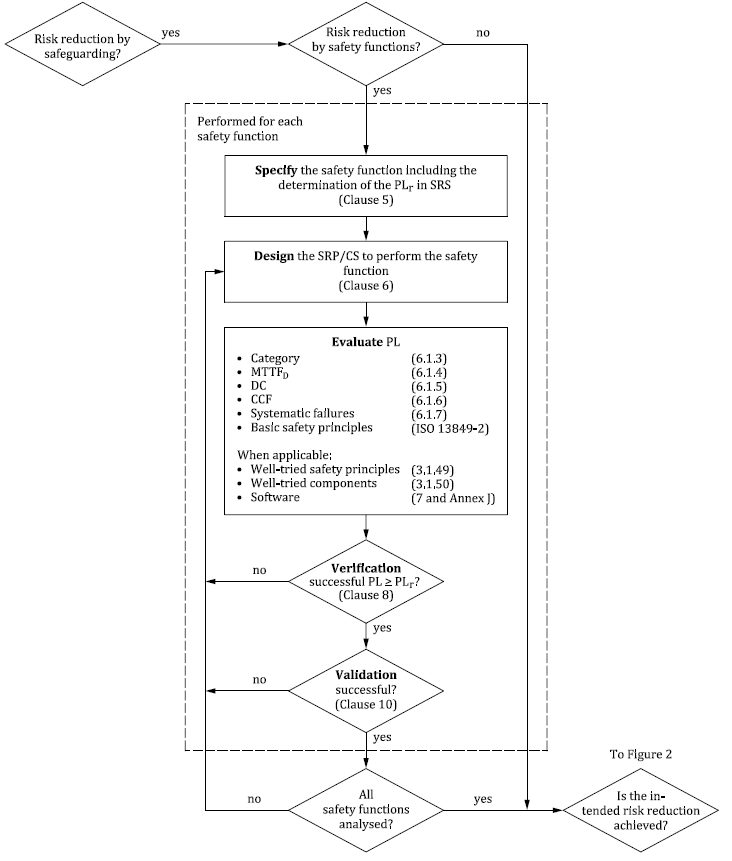 Risk reduction by
safeguarding?
yes
Risk reduction
by safety functions?
no
yes
Performed for each
safety function
Specify the safety function including the
determination of the PLr in SRS
(Clause 5)
Design the SRP/CS to perform the safety
function
(Clause 6)
Evaluate PL
• Category (6.1.3)
• MTTFD (6.1.4)
• DC (6.1.5)
• CCF (6.1.6)
• Systematic failures (6.1.7)
• Basic safety principles (ISO 13849-2)
When applicable:
• Well-tried safety principles (3.1.49)
• Well-tried components (3.1.50)
• Software (7 and Annex J)
Verification
successful PL ≥ PLr?
(Clause 8)
no
yes
Validation
successful?
(Clause 10)
no
yes
All
safety functions
analysed?
no
yes
To Figure 2
Is the in-
tended risk reduction
achieved?